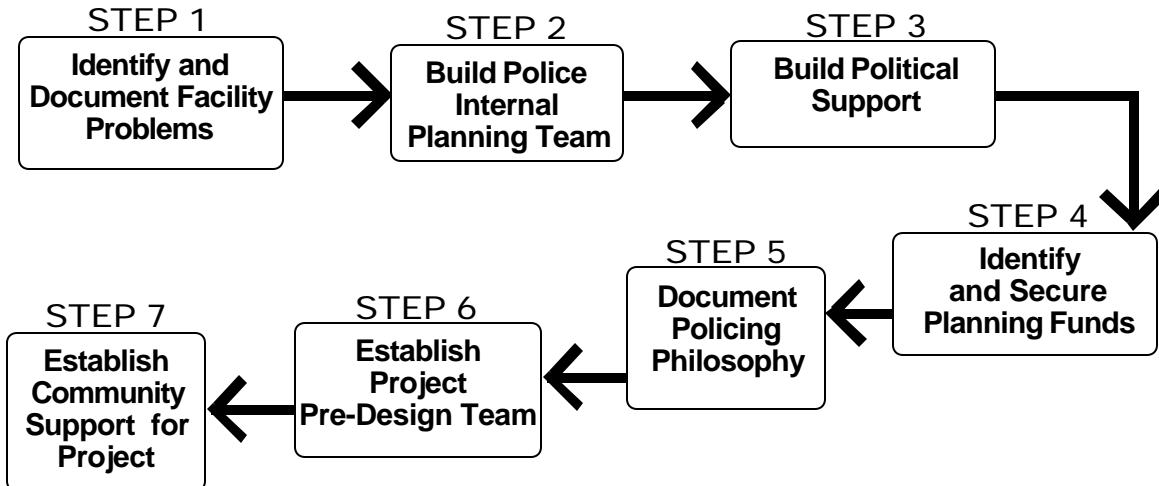 STEP 1
Identify and
Document Facility
Problems
STEP 2
Build Police
Internal
Planning Team
STEP 3
Build Political
Support
STEP 4
Identify
and Secure
Planning Funds
STEP 5
Document
Policing
Philosophy
STEP 6
Establish
Project
Pre-Design Team
STEP 7
Establish
Community
Support for
Project